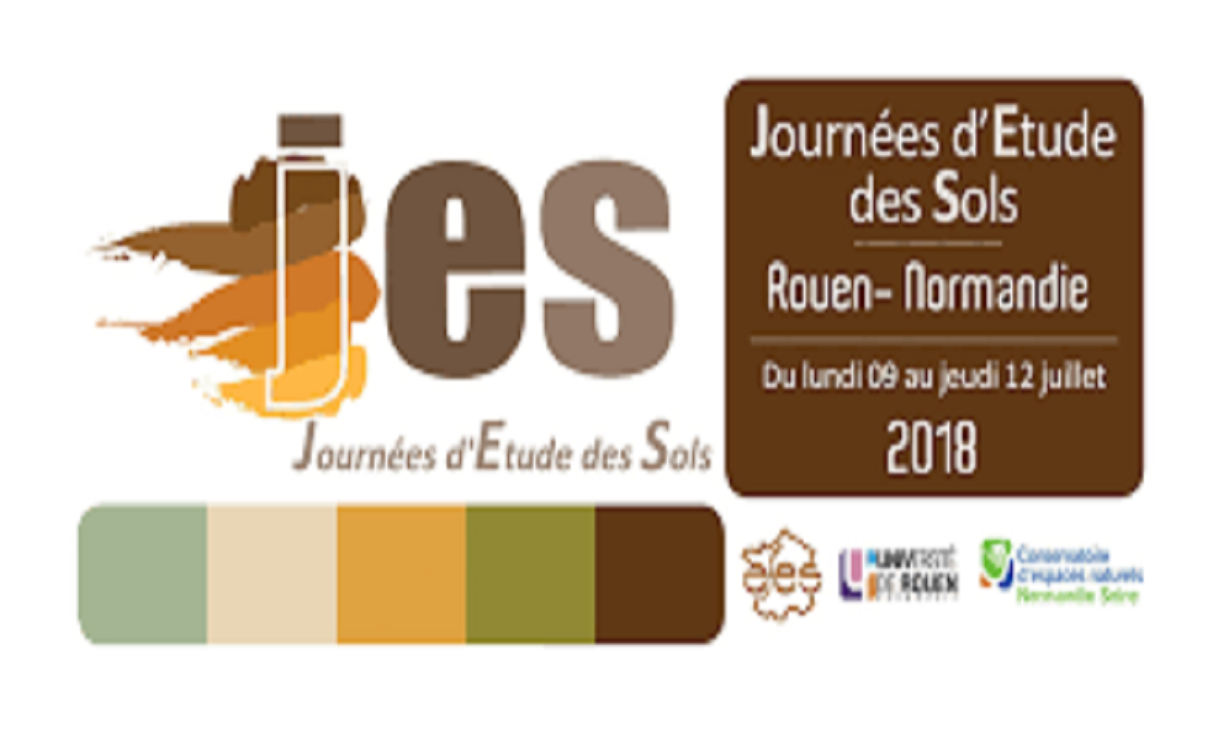 jes
Journées d'Etude des Sols
Journées d'Etude
des Sols
Rouen- Normandie
Du lundi 09 au jeudi 12 juillet
2018
afes
UNIVERSITÉ
DE ROUEN
Conservatoire
d'espaces naturels
Normandie Seine